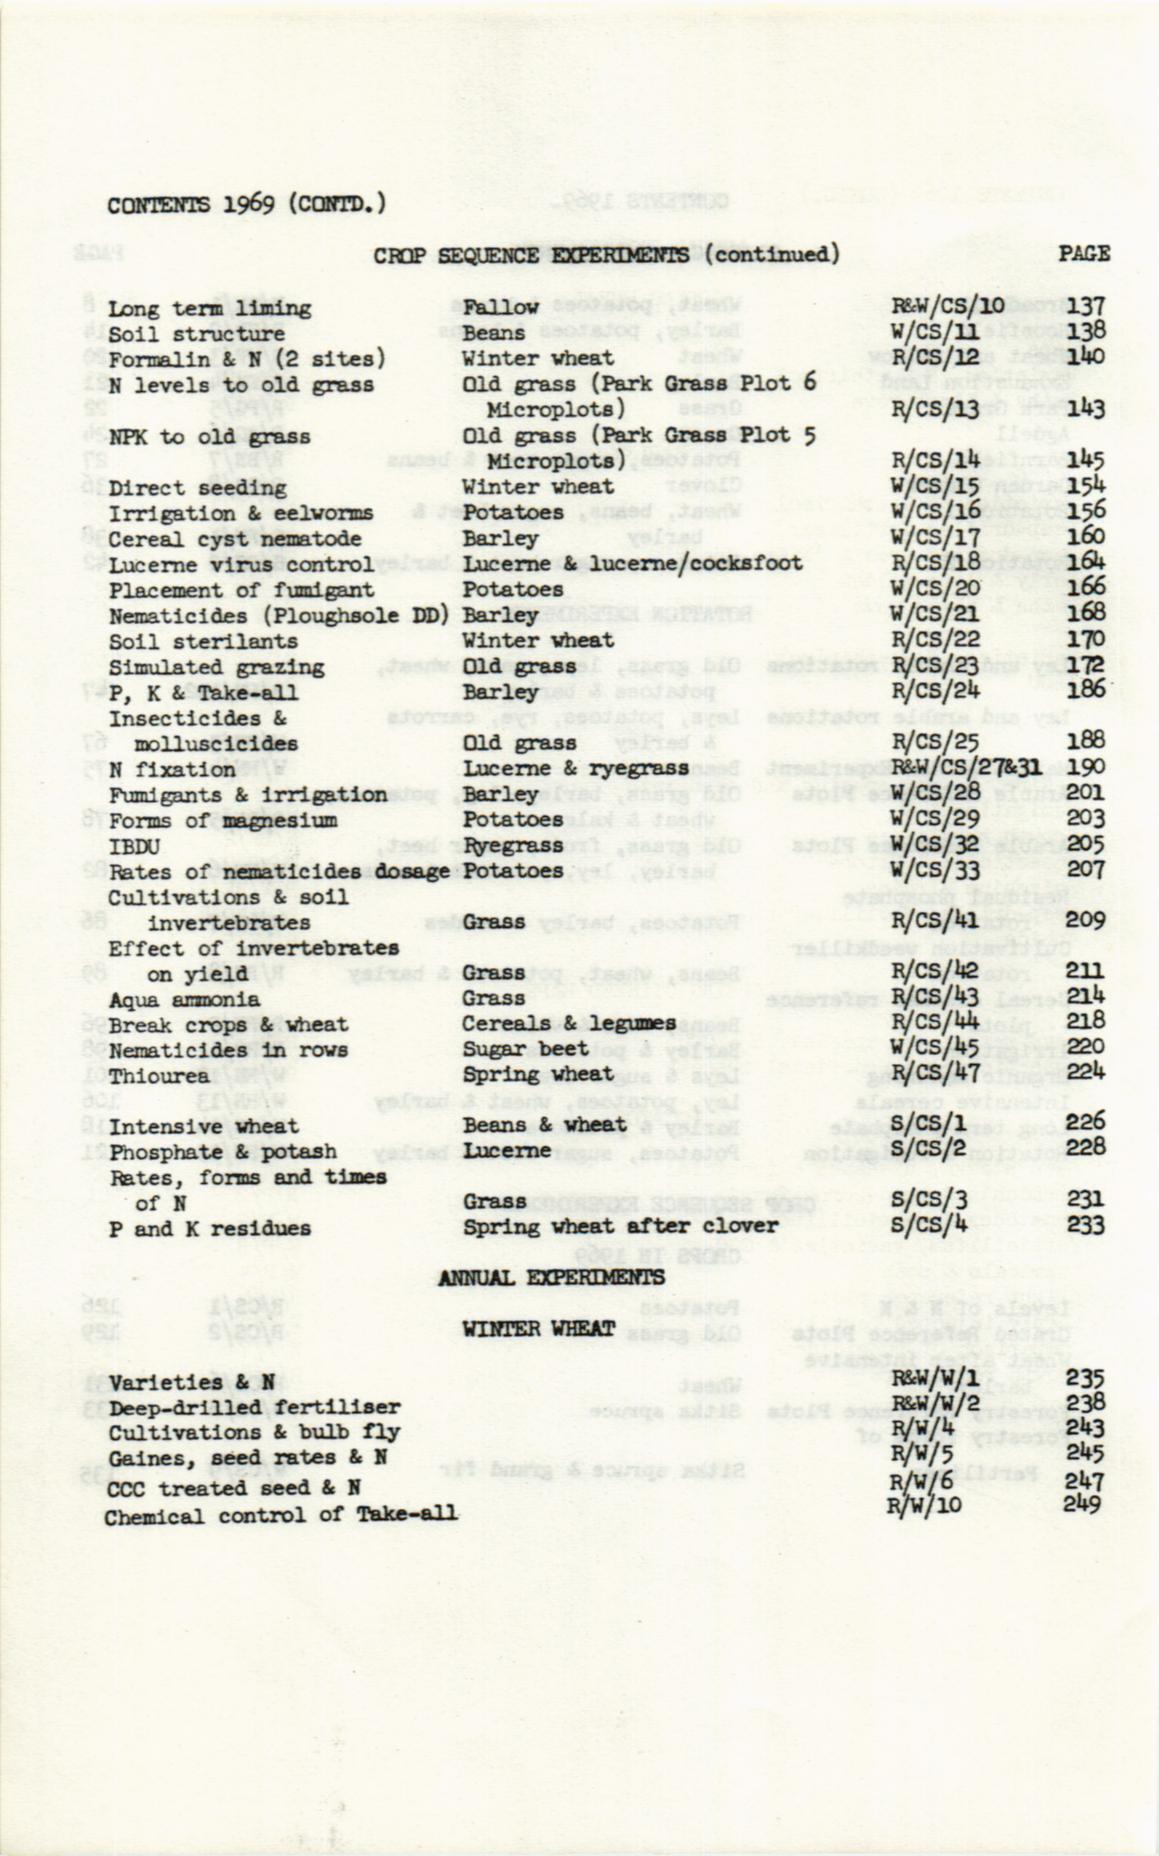 CONTENTS 1969 (CONTD.)
CROP SEQUENCE EXPERIMENTS (continued) PAGE
Long term liming Fallow R&W/CS/10 137
Soil structure Beans W/CS/11 138
Formalin & N (2 sites) Winter wheat R/CS/12 140
N levels to old grass Old grass (Park Grass Plot 6
Microplots) R/CS/13 143
NPK to old grass Old grass (Park Grass Plot 5
Microplots) R/CS/14 145
Direct seeding Winter wheat W/CS/15 154
Irrigation & eelworms Potatoes W/CS/16 156
Cereal cyst nematode Barley W/CS/17 160
Lucerne virus control Lucerne & lucerne/cocksfoot R/CS/18 164
Placement of fumigant Potatoes W/CS/20 166
Nematicides (Ploughsole DD) Barley W/CS/21 168
Soil sterilants Winter wheat R/CS/22 170
Simulated grazing Old grass R/CS/23 172
P, K & Take-all Barley R/CS/24 186
Insecticides &
molluscicides Old grass R/CS/25 188
N fixation Lucerne & ryegrass R&W/CS/27&31 190
Fumigants & irrigation Barley W/CS/28 201
Forms of magnesium Potatoes W/CS/29 203
IBDU Ryegrass W/CS/32 205
Rates of nematicides dosage Potatoes W/CS/33 207
Cultivations & soil
invertebrates Grass R/CS/41 209
Effect of invertebrates
on yield Grass R/CS/42 211
Aqua ammonia Grass R/CS/43 214
Break crops & wheat Cereals & legumes R/CS/44 218
Nematicides in rows Sugar beet W/CS/45 220
Thiourea Spring wheat R/CS/47 224
Intensive wheat Beans & wheat S/CS/1 226
Phosphate & potash Lucerne S/CS/2 228
Rates, forms and times
of N Grass S/CS/3 231
P and K residues Spring wheat after clover S/CS/4 233
ANNUAL EXPERIMENTS
WINTER WHEAT
Varieties & N R&W/W/1 235
Deep-drilled fertiliser R&W/W/2 238
Cultivations & bulb fly R/W/4 243
Gaines, seed rates & N R/W/5 245
CCC treated seed & N R/W/6 247
Chemical control of Take-all R/W/10 249